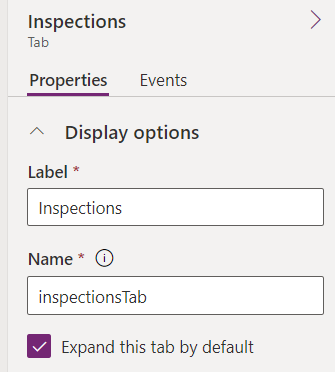 Inspections
Tab
Properties Events
Display options
Label *
Inspections
Name *
inspectionsTab
Expand this tab by default